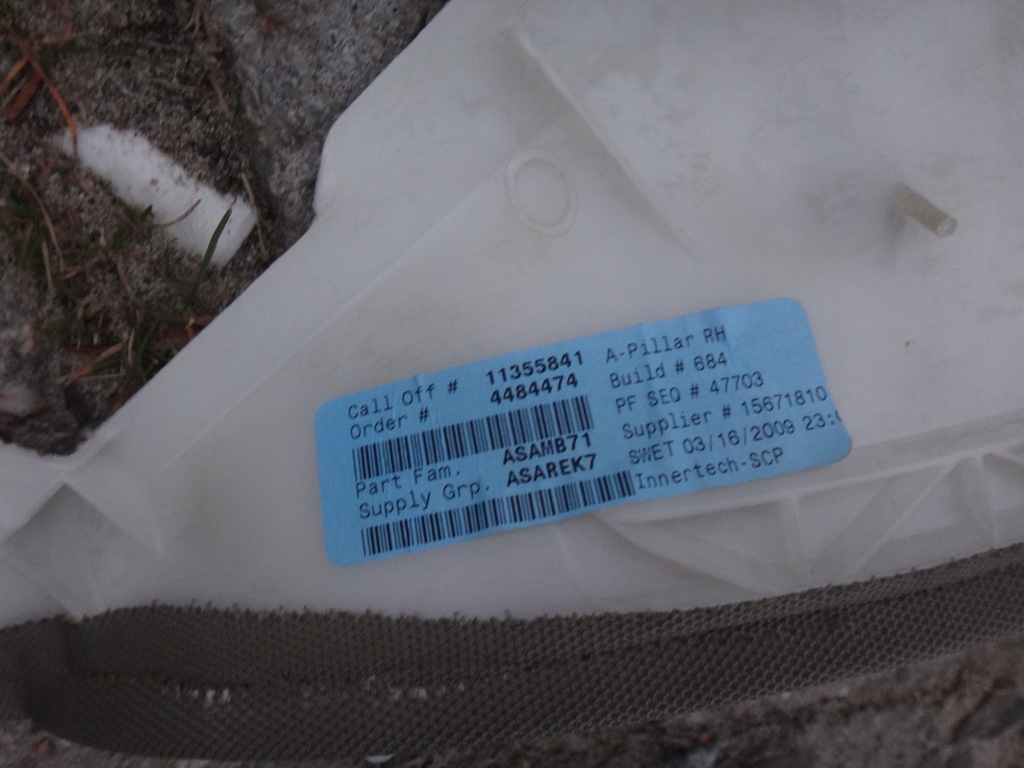 Call Off # 11355841
Order # 4484474
Part Fam. ASAMB71
Supply Grp. ASAREK7
A-Pillar RH
Build # 684
PF SEQ # 47703
Supplier # 15671810
SWET 03/16/2009 23:
Innertech-SCP